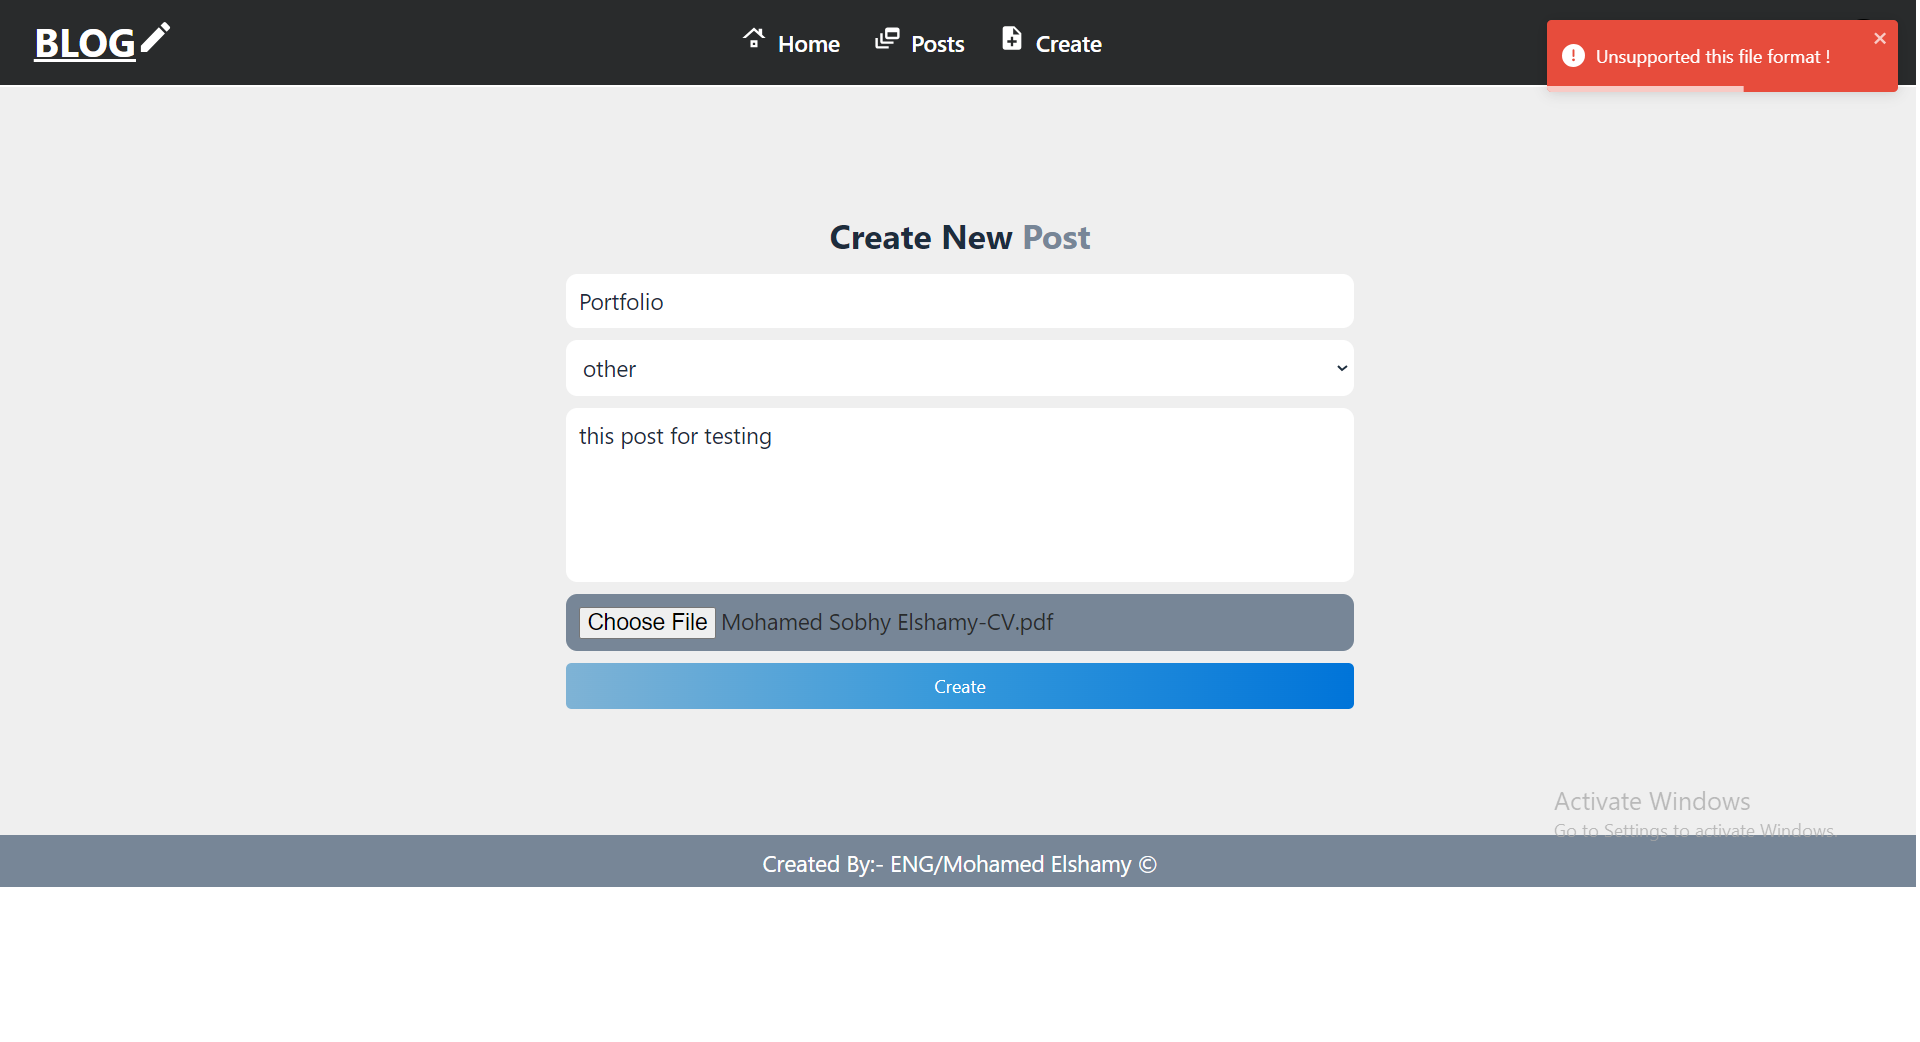 BLOG
Home
Posts
Create
Unsupported this file format !
Create New Post
Portfolio
other
this post for testing
Choose File Mohamed Sobhy Elshamy-CV.pdf
Create
Activate Windows
Go to Settings to activate Windows.
Created By:- ENG/Mohamed Elshamy ©